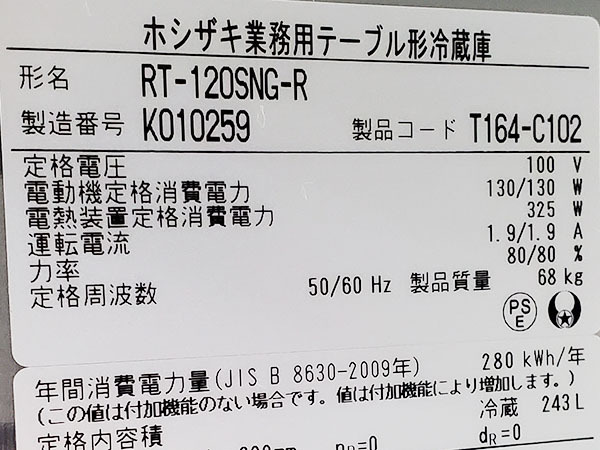 ホシザキ業務用テーブル形冷蔵庫
形名 RT-120SNG-R
製造番号 K010259 製品コード T164-C102
定格電圧 100 V
電動機定格消費電力 130/130 W
電熱装置定格消費電力 325 W
運転電流 1.9/1.9 A
力率 80/80 %
定格周波数 50/60 Hz 製品質量 68 kg
PS
E
年間消費電力量(JIS B 8630-2009年) 280 kWh/年
(この値は付加機能のない場合です。値は付加機能により増加します。)
定格内容積 冷蔵 243 L
nR=0 dR=0